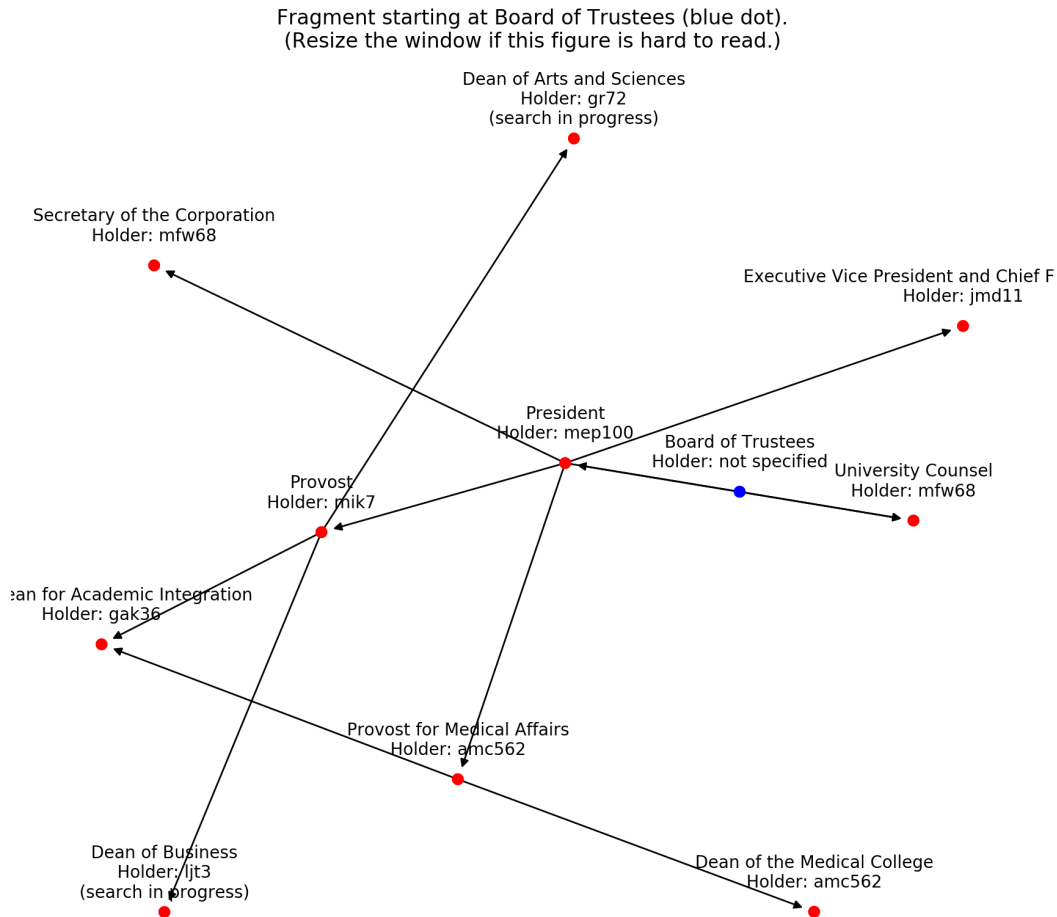 Fragment starting at Board of Trustees (blue dot).
(Resize the window if this figure is hard to read.)
Dean of Arts and Sciences
Holder: gr72
(search in progress)
Secretary of the Corporation
Holder: mfw68
Executive Vice President and Chief F
Holder: jmd11
President
Holder: mep100
Board of Trustees
Holder: not specified
University Counsel
Holder: mfw68
Provost
Holder: mik7
ean for Academic Integration
Holder: gak36
Provost for Medical Affairs
Holder: amc562
Dean of Business
Holder: ljt3
(search in progress)
Dean of the Medical College
Holder: amc562